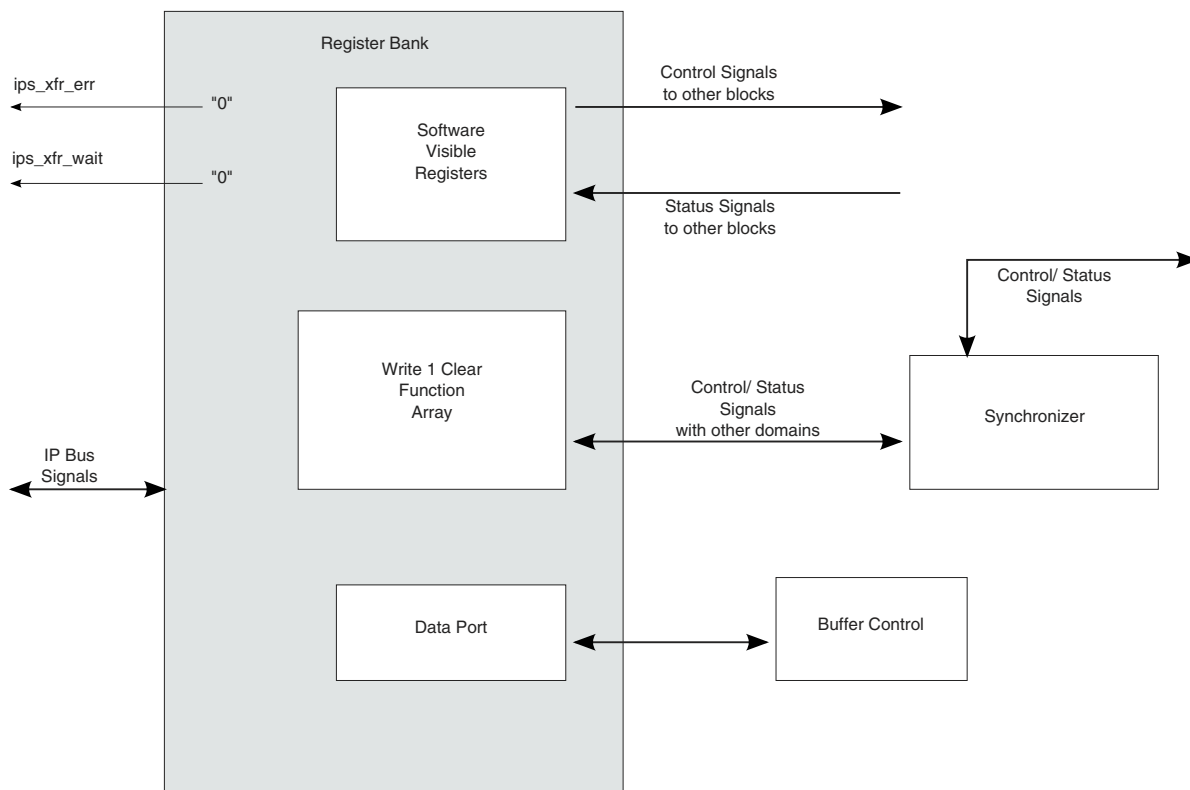 Register Bank
ips_xfr_err
"0"
ips_xfr_wait
"0"
Software
Visible
Registers
Control Signals
to other blocks
Status Signals
to other blocks
Control/ Status
Signals
Write 1 Clear
Function
Array
Control/ Status
Signals
with other domains
Synchronizer
IP Bus
Signals
Data Port
Buffer Control